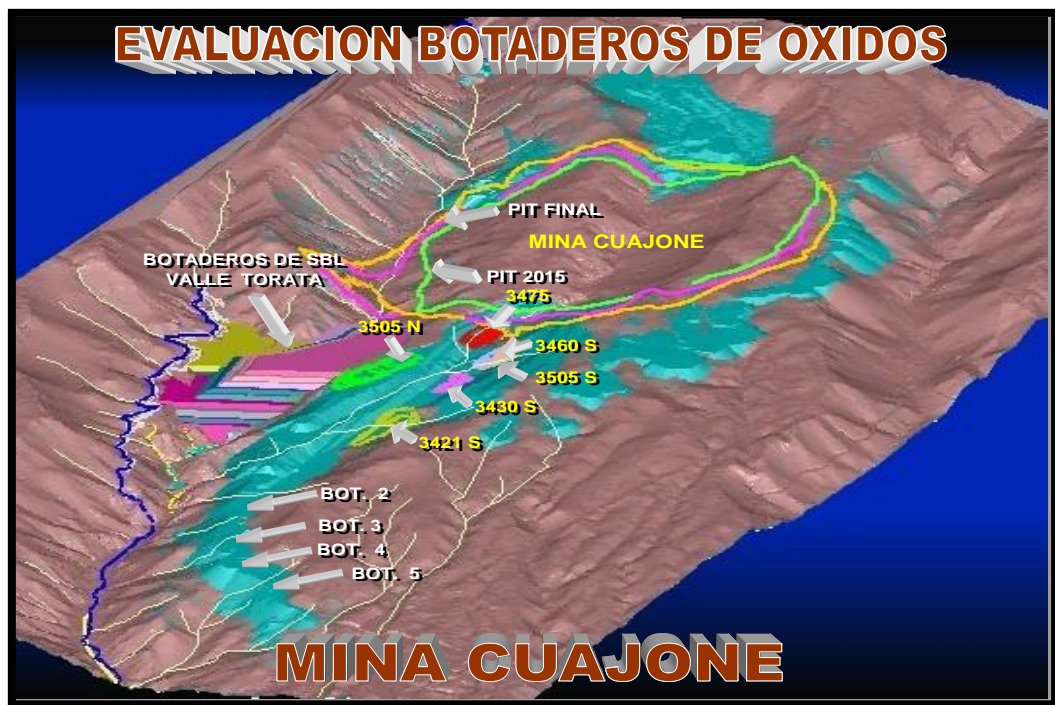 EVALUACION BOTADEROS DE OXIDOS
PIT FINAL
MINA CUAJONE
BOTADEROS DE SBL
VALLE TORATA
PIT 2015
3475
3505 N
3460 S
3505 S
3430 S
3421 S
BOT. 2
BOT. 3
BOT. 4
BOT. 5
MINA CUAJONE